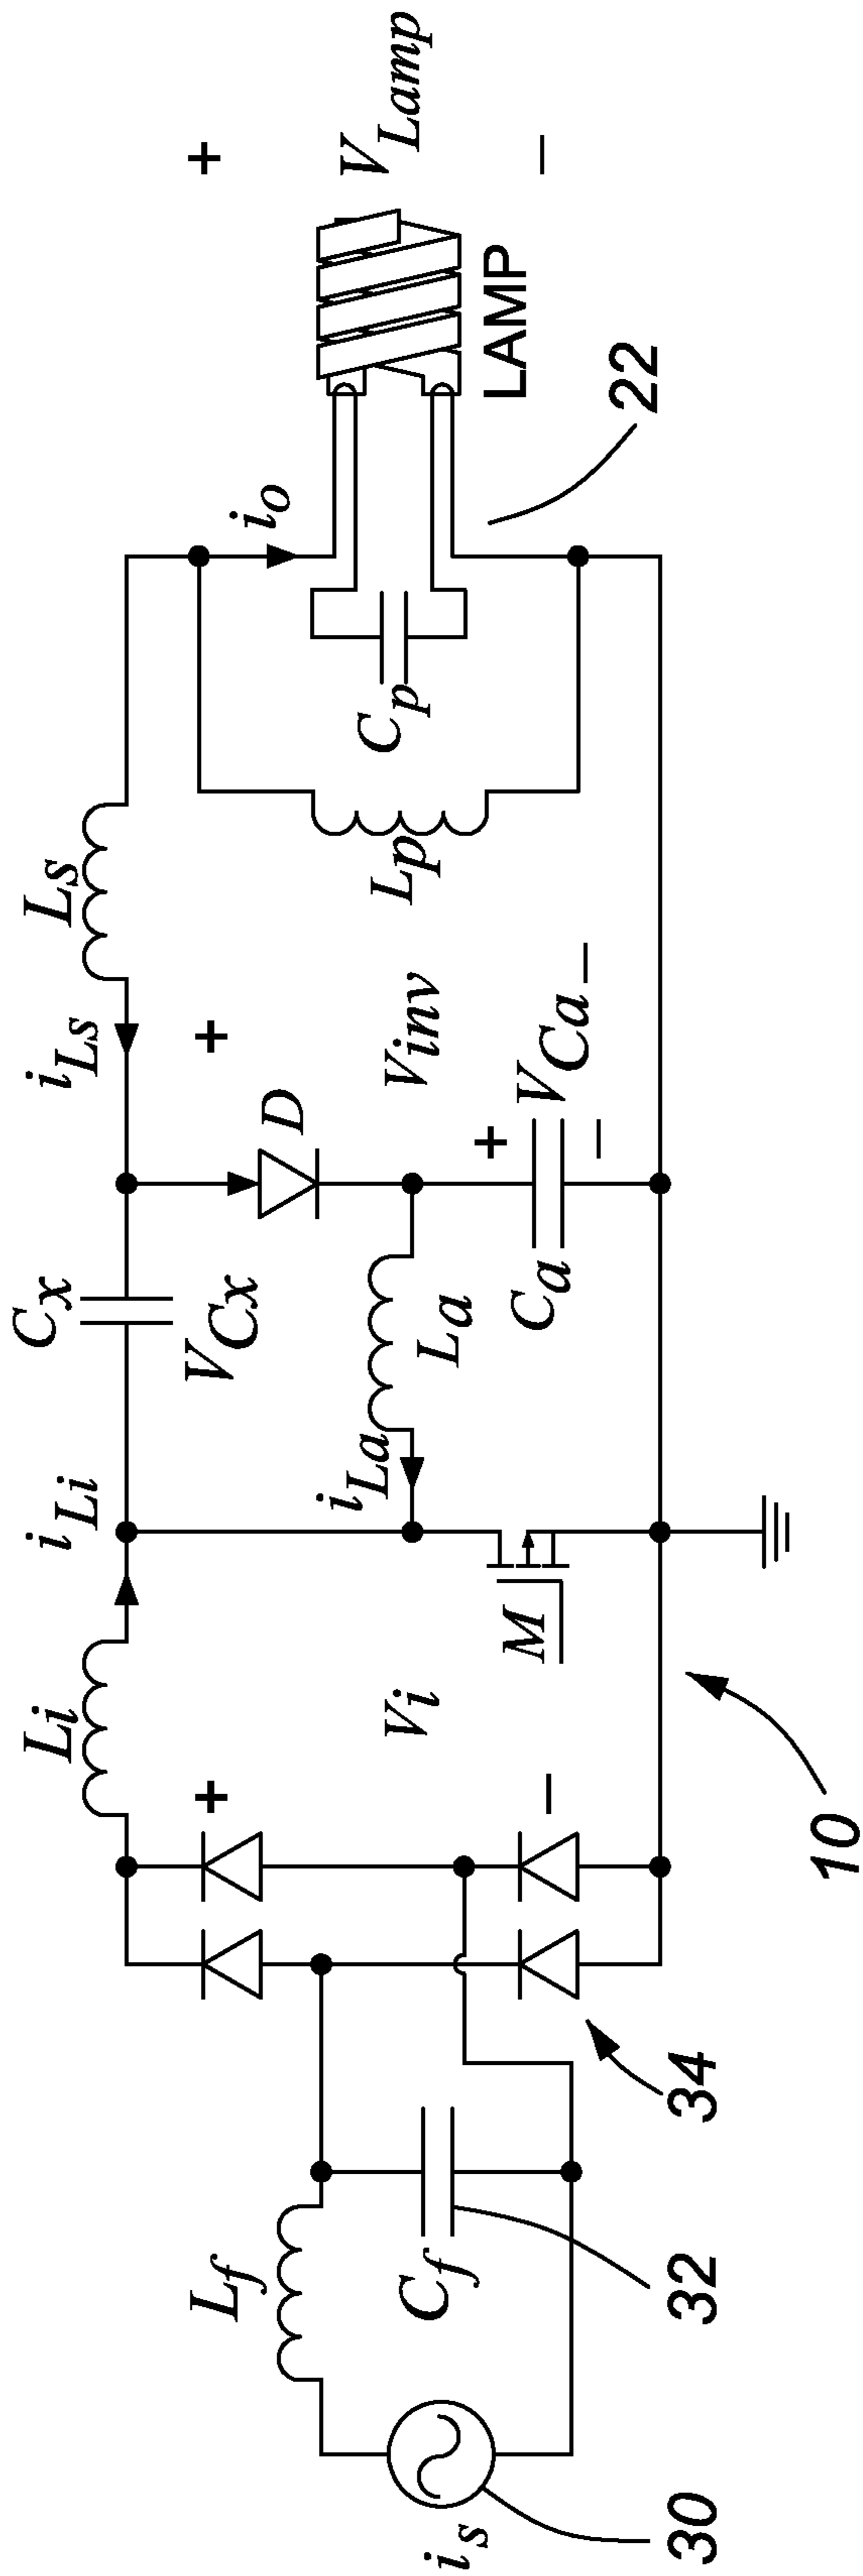 i_s
30
L_f
C_f
32
34
+
V_i
−
L_i
i_Li
M
10
C_x
V_Cx
i_La
L_a
D
C_a
+
V_Ca
−
+
V_inv
−
i_Ls
L_s
L_p
C_p
i_o
22
LAMP
+
V_Lamp
−